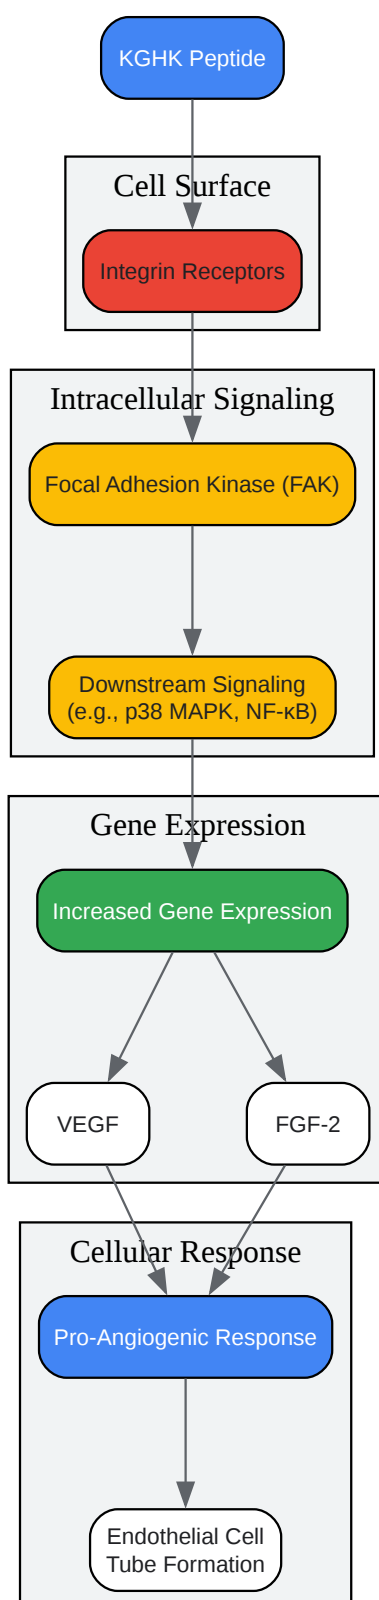 KGHK Peptide
Cell Surface
Integrin Receptors
Intracellular Signaling
Focal Adhesion Kinase (FAK)
Downstream Signaling
(e.g., p38 MAPK, NF-κB)
Gene Expression
Increased Gene Expression
VEGF
FGF-2
Cellular Response
Pro-Angiogenic Response
Endothelial Cell
Tube Formation